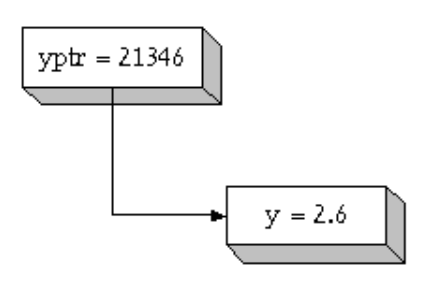 yptr = 21346
y = 2.6